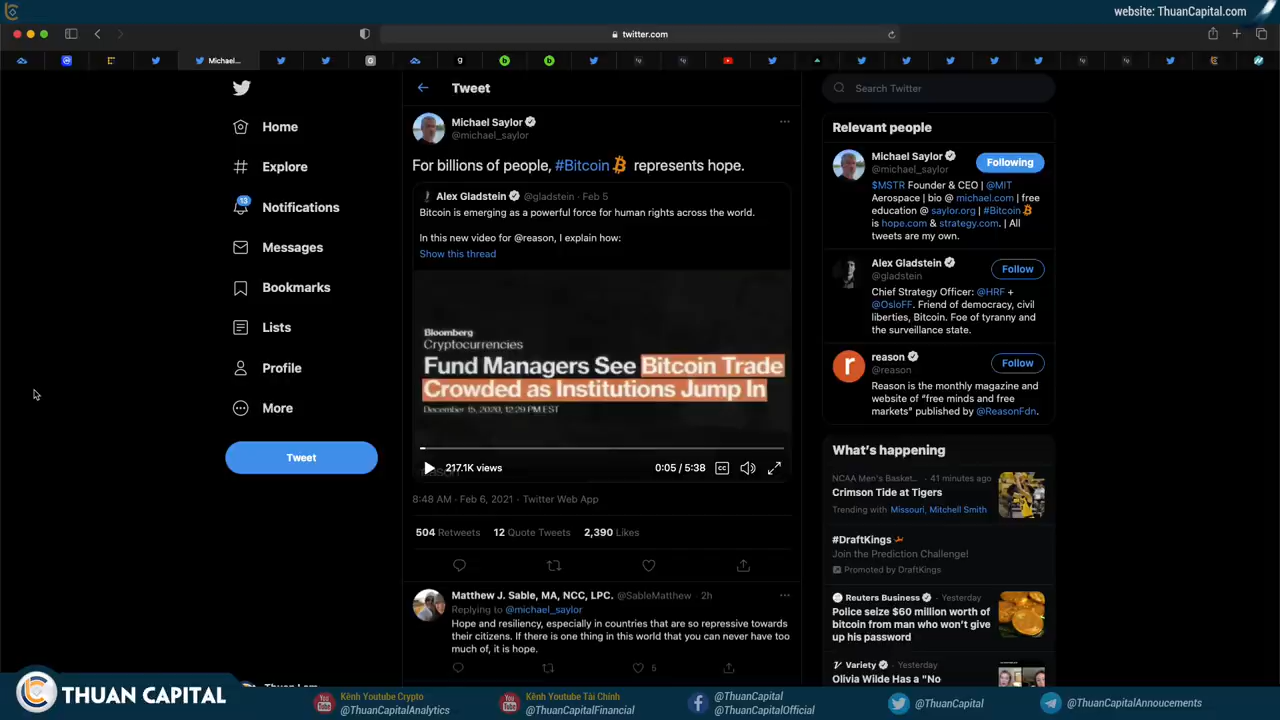 website: ThuanCapital.com
twitter.com
Michael...
Home
Explore
13
Notifications
Messages
Bookmarks
Lists
Profile
More
Tweet
Tweet
Michael Saylor
@michael_saylor
For billions of people, #Bitcoin represents hope.
Alex Gladstein @gladstein · Feb 5
Bitcoin is emerging as a powerful force for human rights across the world.
In this new video for @reason, I explain how:
Show this thread
Bloomberg
Cryptocurrencies
Fund Managers See Bitcoin Trade
Crowded as Institutions Jump In
December 15, 2020, 12:29 PM EST
217.1K views
0:05 / 5:38
CC
8:48 AM · Feb 6, 2021 · Twitter Web App
504 Retweets 12 Quote Tweets 2,390 Likes
Matthew J. Sable, MA, NCC, LPC. @SableMatthew · 2h
Replying to @michael_saylor
Hope and resiliency, especially in countries that are so repressive towards
their citizens. If there is one thing in this world that you can never have too
much of, it is hope.
6
Search Twitter
Relevant people
Michael Saylor
@michael_saylor
Following
$MSTR Founder & CEO | @MIT
Aerospace | bio @ michael.com | free
education @ saylor.org | #Bitcoin
is hope.com & strategy.com. | All
tweets are my own.
Alex Gladstein
@gladstein
Follow
Chief Strategy Officer: @HRF +
@OsloFF. Friend of democracy, civil
liberties, Bitcoin. Foe of tyranny and
the surveillance state.
reason
@reason
Follow
Reason is the monthly magazine and
website of "free minds and free
markets" published by @ReasonFdn.
What's happening
NCAA Men's Basket... · 41 minutes ago
Crimson Tide at Tigers
Trending with Missouri, Mitchell Smith
#DraftKings
Join the Prediction Challenge!
Promoted by DraftKings
Reuters Business · Yesterday
Police seize $60 million worth of
bitcoin from man who won't give
up his password
Variety · Yesterday
Olivia Wilde Has a "No
THUAN CAPITAL
Kênh Youtube Crypto
@ThuanCapitalAnalytics
Kênh Youtube Tài Chính
@ThuanCapitalFinancial
@ThuanCapital
@ThuanCapitalOfficial
@ThuanCapital
@ThuanCapitalAnnoucements